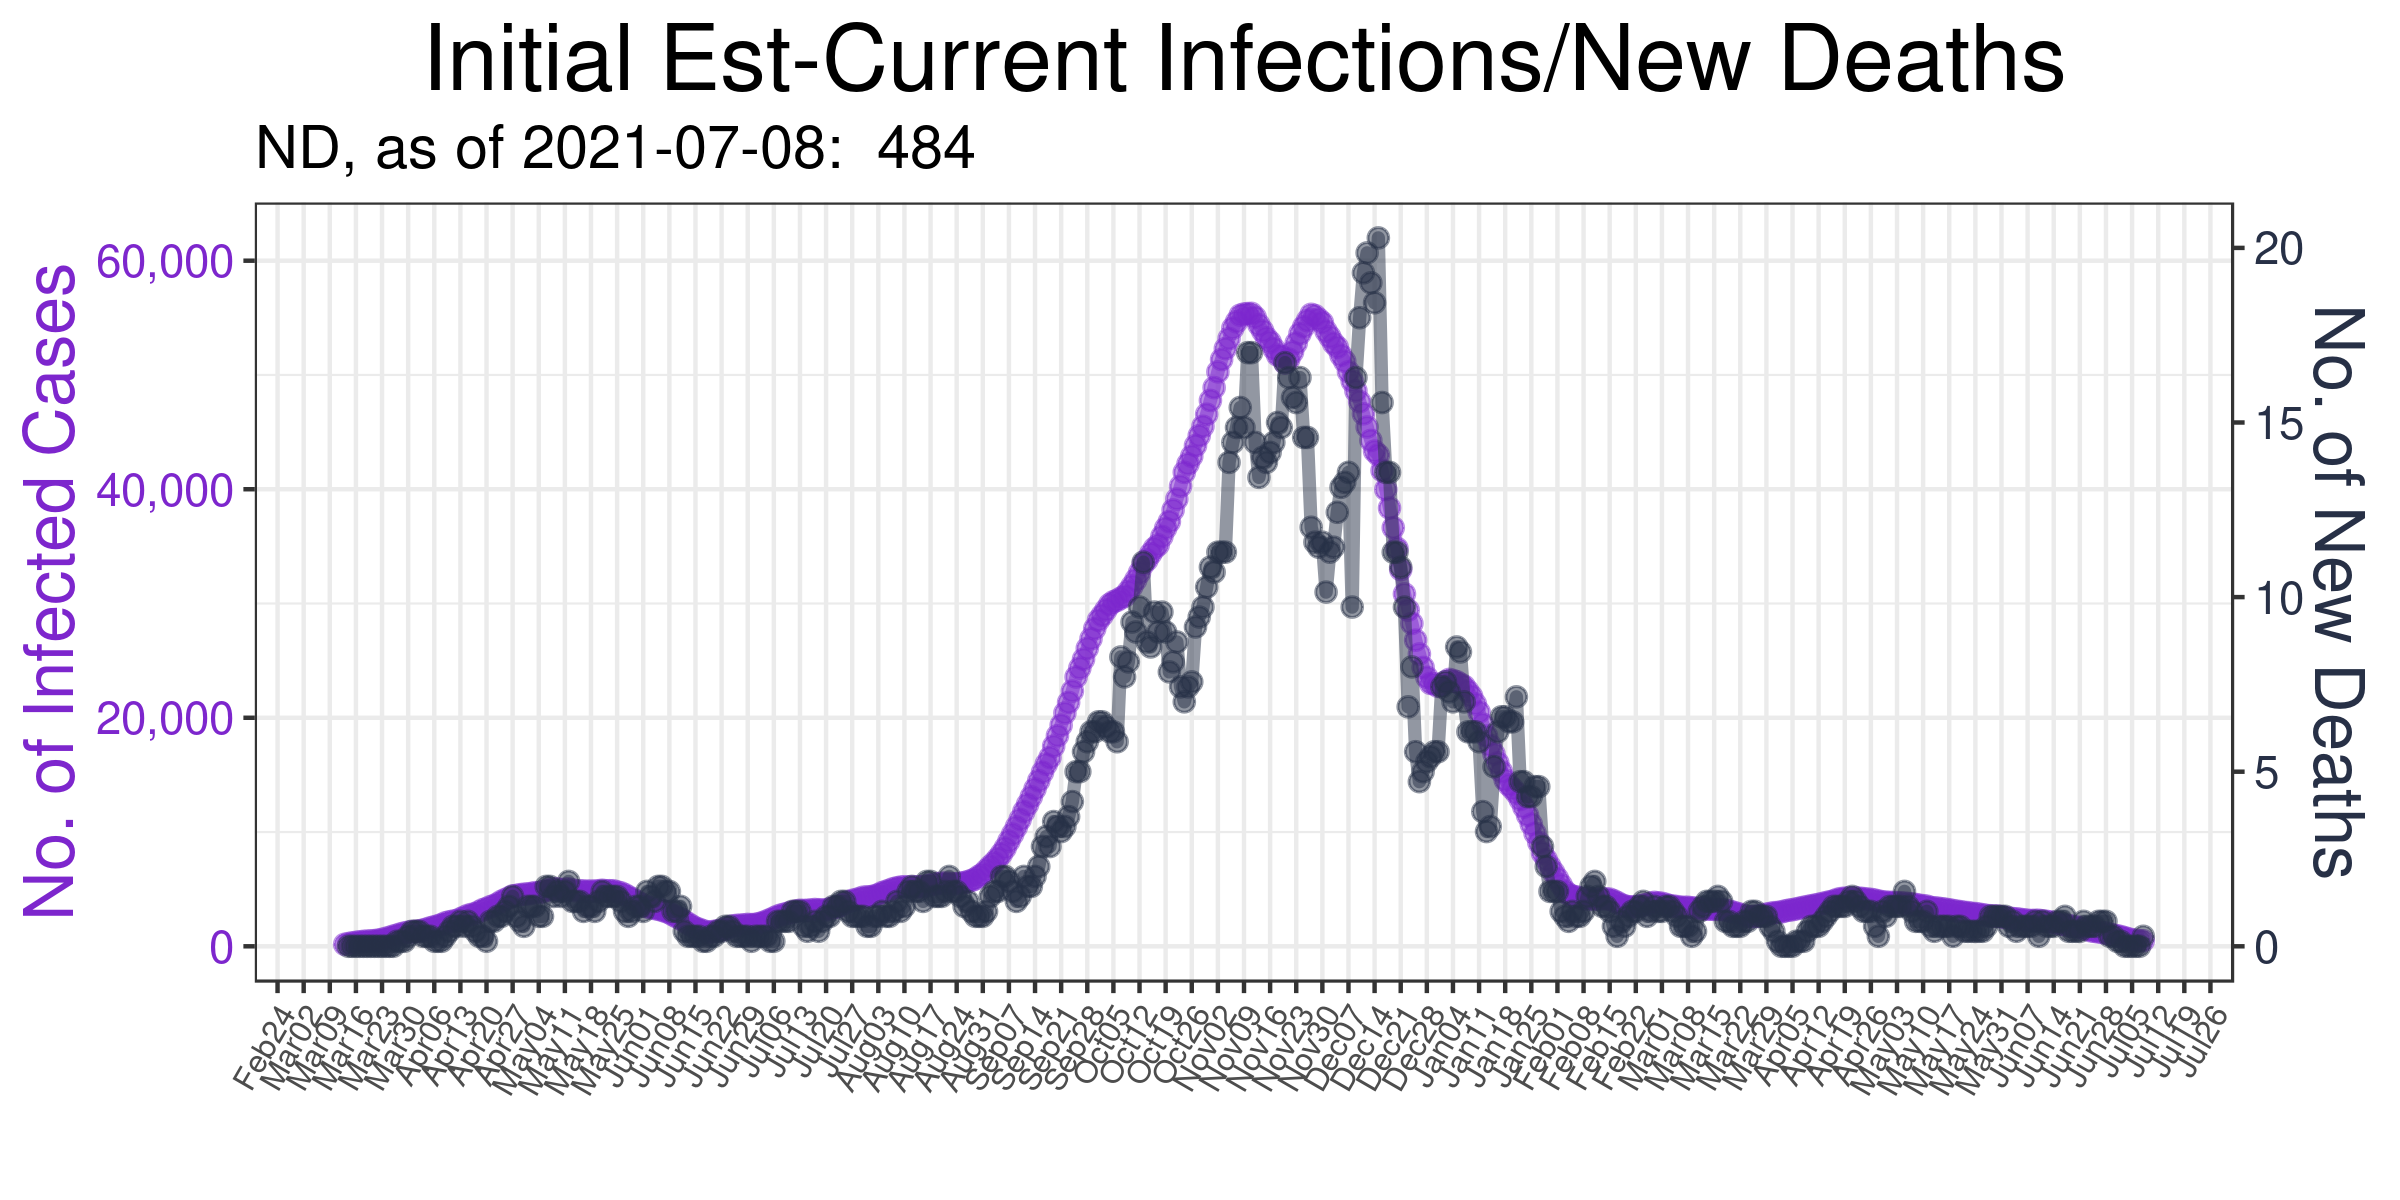 Initial Est-Current Infections/New Deaths
ND, as of 2021-07-08:  484
No. of Infected Cases
60,000
40,000
20,000
0
20
15
10
5
0
No. of New Deaths
Feb24
Mar02
Mar09
Mar16
Mar23
Mar30
Apr06
Apr13
Apr20
Apr27
May04
May11
May18
May25
Jun01
Jun08
Jun15
Jun22
Jun29
Jul06
Jul13
Jul20
Jul27
Aug03
Aug10
Aug17
Aug24
Aug31
Sep07
Sep14
Sep21
Sep28
Oct05
Oct12
Oct19
Oct26
Nov02
Nov09
Nov16
Nov23
Nov30
Dec07
Dec14
Dec21
Dec28
Jan04
Jan11
Jan18
Jan25
Feb01
Feb08
Feb15
Feb22
Mar01
Mar08
Mar15
Mar22
Mar29
Apr05
Apr12
Apr19
Apr26
May03
May10
May17
May24
May31
Jun07
Jun14
Jun21
Jun28
Jul05
Jul12
Jul19
Jul26